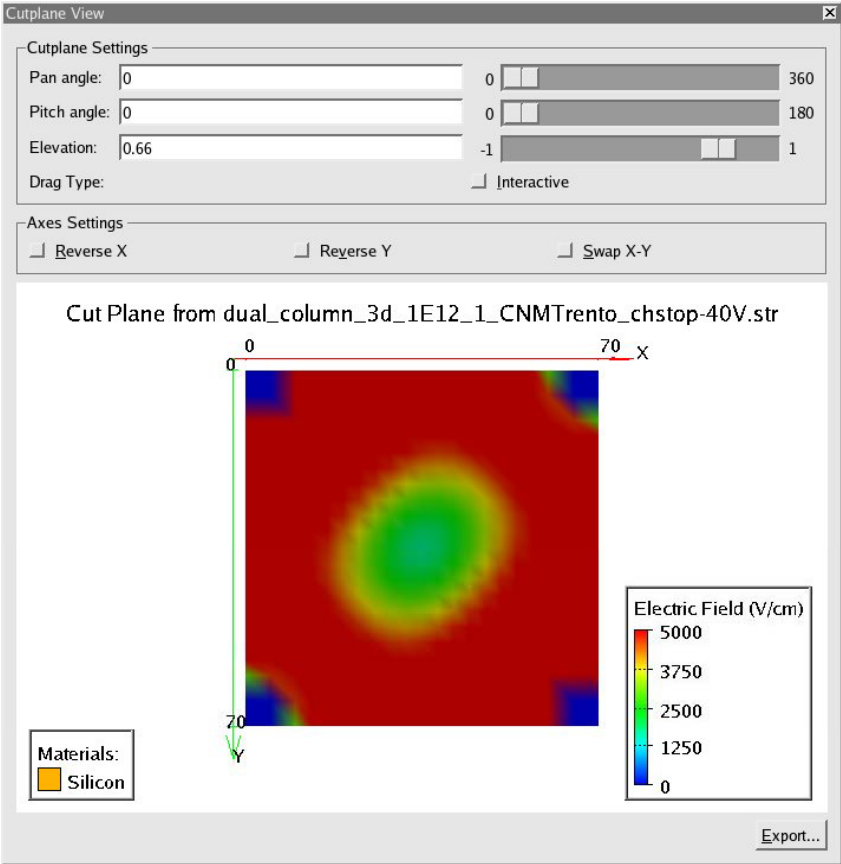 Cutplane View
Cutplane Settings
Pan angle: 0 0 360
Pitch angle: 0 0 180
Elevation: 0.66 -1 1
Drag Type: Interactive
Axes Settings
Reverse X Reverse Y Swap X-Y
Cut Plane from dual_column_3d_1E12_1_CNMTrento_chstop-40V.str
0 70 X
0
70
Y
Electric Field (V/cm)
5000
3750
2500
1250
0
Materials:
Silicon
Export...